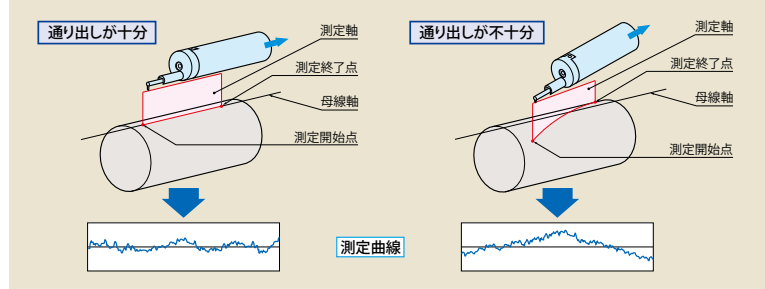 通り出しが十分
測定軸
測定終了点
母線軸
測定開始点
通り出しが不十分
測定軸
測定終了点
母線軸
測定開始点
測定曲線